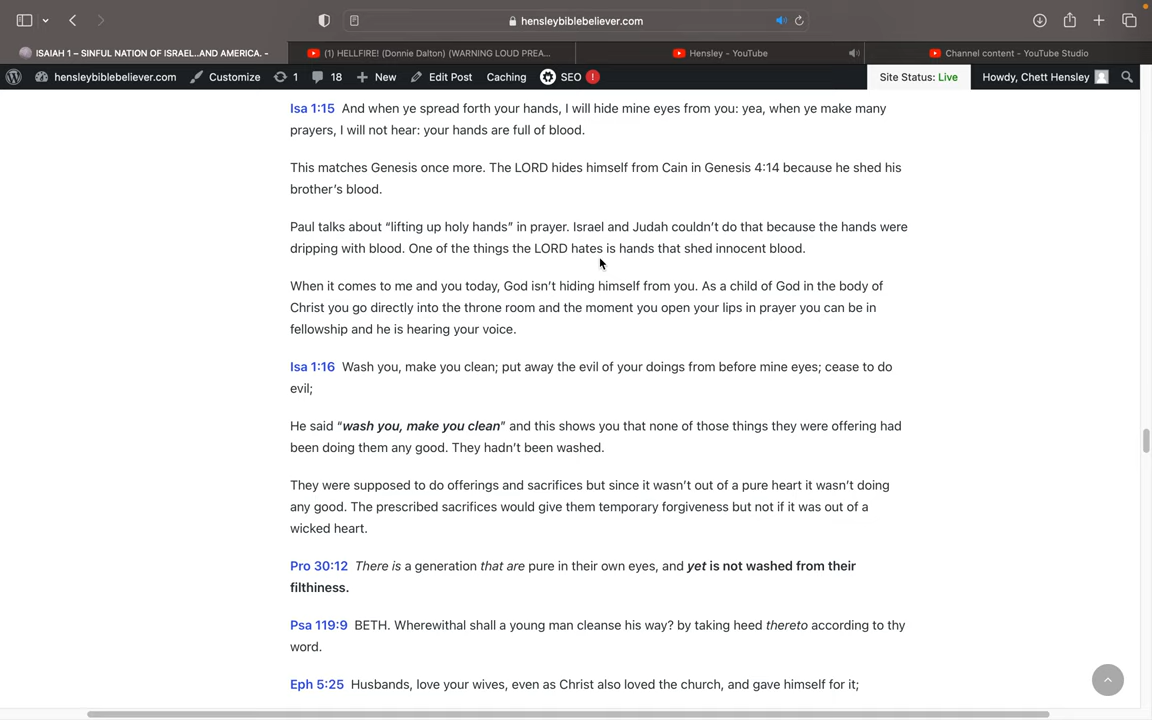 hensleybiblebeliever.com
ISAIAH 1 – SINFUL NATION OF ISRAEL..AND AMERICA. -
(1) HELLFIRE! (Donnie Dalton) (WARNING LOUD PREA...
Hensley - YouTube
Channel content - YouTube Studio
hensleybiblebeliever.com Customize 1 18 New Edit Post Caching SEO ! Site Status: Live Howdy, Chett Hensley
Isa 1:15 And when ye spread forth your hands, I will hide mine eyes from you: yea, when ye make many
prayers, I will not hear: your hands are full of blood.
This matches Genesis once more. The LORD hides himself from Cain in Genesis 4:14 because he shed his
brother's blood.
Paul talks about “lifting up holy hands” in prayer. Israel and Judah couldn't do that because the hands were
dripping with blood. One of the things the LORD hates is hands that shed innocent blood.
When it comes to me and you today, God isn't hiding himself from you. As a child of God in the body of
Christ you go directly into the throne room and the moment you open your lips in prayer you can be in
fellowship and he is hearing your voice.
Isa 1:16 Wash you, make you clean; put away the evil of your doings from before mine eyes; cease to do
evil;
He said “wash you, make you clean” and this shows you that none of those things they were offering had
been doing them any good. They hadn't been washed.
They were supposed to do offerings and sacrifices but since it wasn't out of a pure heart it wasn't doing
any good. The prescribed sacrifices would give them temporary forgiveness but not if it was out of a
wicked heart.
Pro 30:12 There is a generation that are pure in their own eyes, and yet is not washed from their
filthiness.
Psa 119:9 BETH. Wherewithal shall a young man cleanse his way? by taking heed thereto according to thy
word.
Eph 5:25 Husbands, love your wives, even as Christ also loved the church, and gave himself for it;